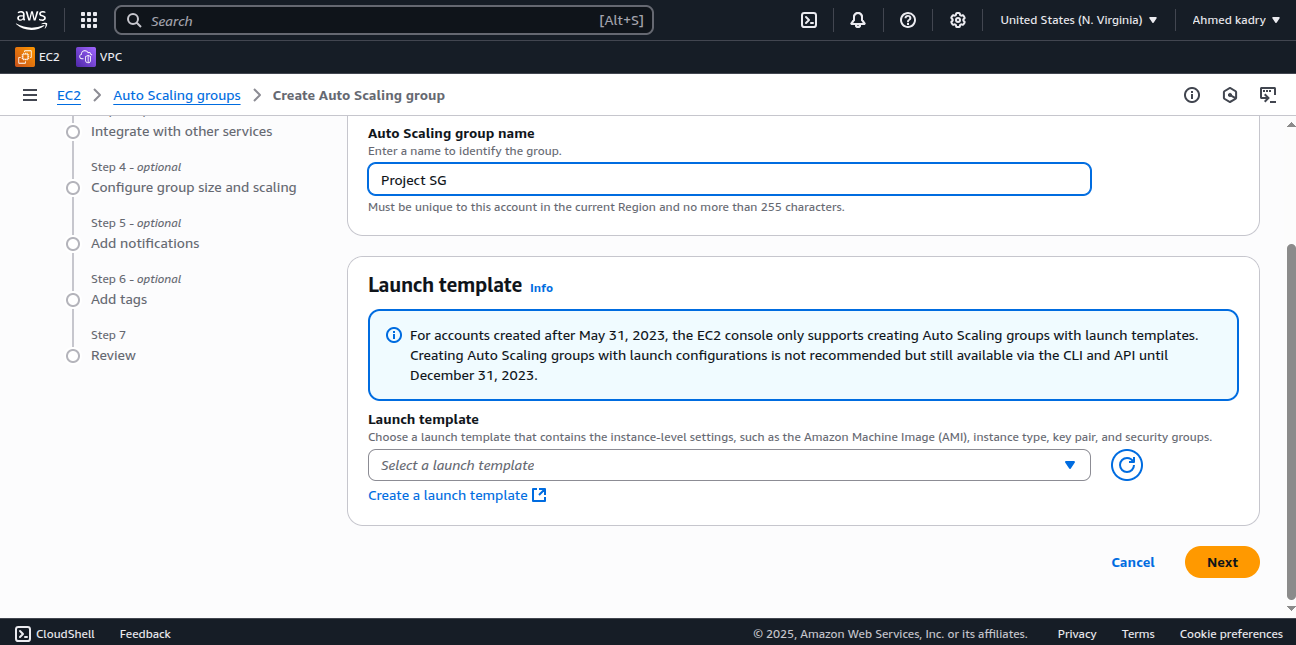 aws
Search
[Alt+S]
United States (N. Virginia)
Ahmed kadry
EC2
VPC
EC2
Auto Scaling groups
Create Auto Scaling group
Integrate with other services
Step 4 - optional
Configure group size and scaling
Step 5 - optional
Add notifications
Step 6 - optional
Add tags
Step 7
Review
Auto Scaling group name
Enter a name to identify the group.
Project SG
Must be unique to this account in the current Region and no more than 255 characters.
Launch template Info
For accounts created after May 31, 2023, the EC2 console only supports creating Auto Scaling groups with launch templates.
Creating Auto Scaling groups with launch configurations is not recommended but still available via the CLI and API until
December 31, 2023.
Launch template
Choose a launch template that contains the instance-level settings, such as the Amazon Machine Image (AMI), instance type, key pair, and security groups.
Select a launch template
Create a launch template
Cancel
Next
CloudShell
Feedback
© 2025, Amazon Web Services, Inc. or its affiliates.
Privacy
Terms
Cookie preferences